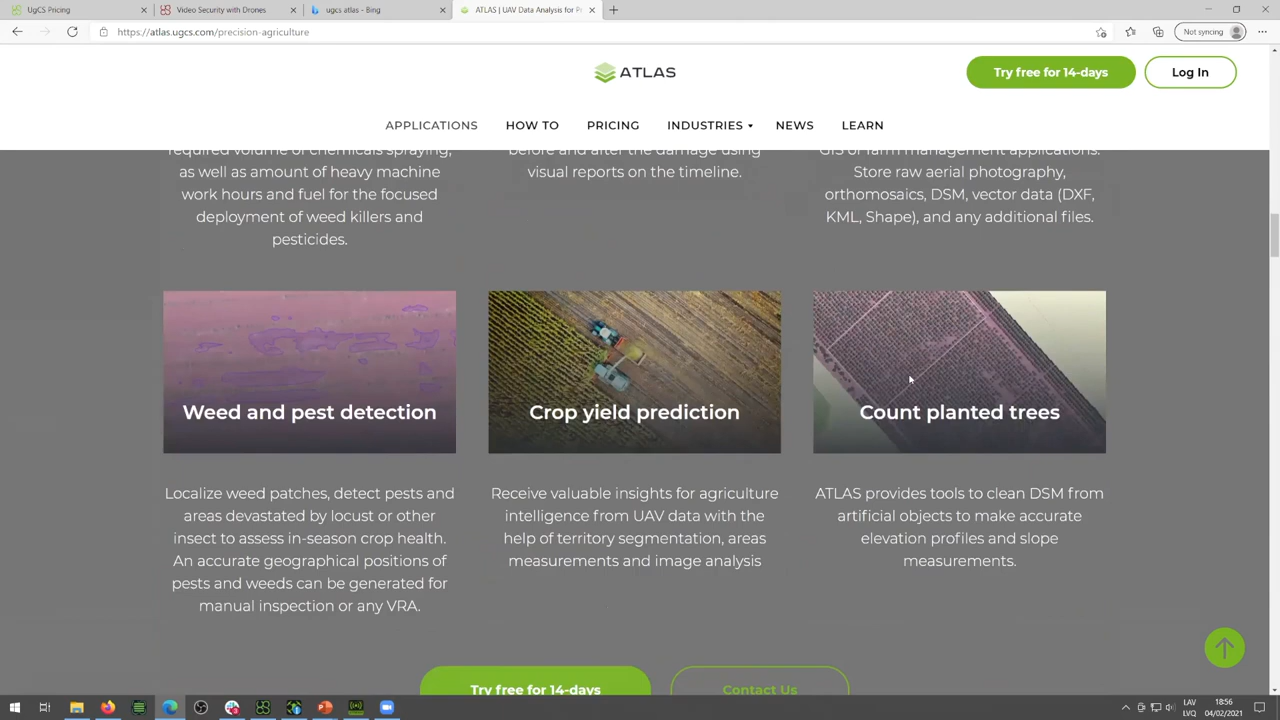 UgCS Pricing
Video Security with Drones
ugcs atlas - Bing
ATLAS | UAV Data Analysis for Pr
https://atlas.ugcs.com/precision-agriculture
Not syncing
ATLAS
Try free for 14-days
Log In
APPLICATIONS
HOW TO
PRICING
INDUSTRIES
NEWS
LEARN
required volume of chemicals spraying,
as well as amount of heavy machine
work hours and fuel for the focused
deployment of weed killers and
pesticides.
before and after the damage using
visual reports on the timeline.
GIS or farm management applications.
Store raw aerial photography,
orthomosaics, DSM, vector data (DXF,
KML, Shape), and any additional files.
Weed and pest detection
Crop yield prediction
Count planted trees
Localize weed patches, detect pests and
areas devastated by locust or other
insect to assess in-season crop health.
An accurate geographical positions of
pests and weeds can be generated for
manual inspection or any VRA.
Receive valuable insights for agriculture
intelligence from UAV data with the
help of territory segmentation, areas
measurements and image analysis
ATLAS provides tools to clean DSM from
artificial objects to make accurate
elevation profiles and slope
measurements.
Try free for 14-days
Contact Us
LAV
LVQ
18:56
04/02/2021